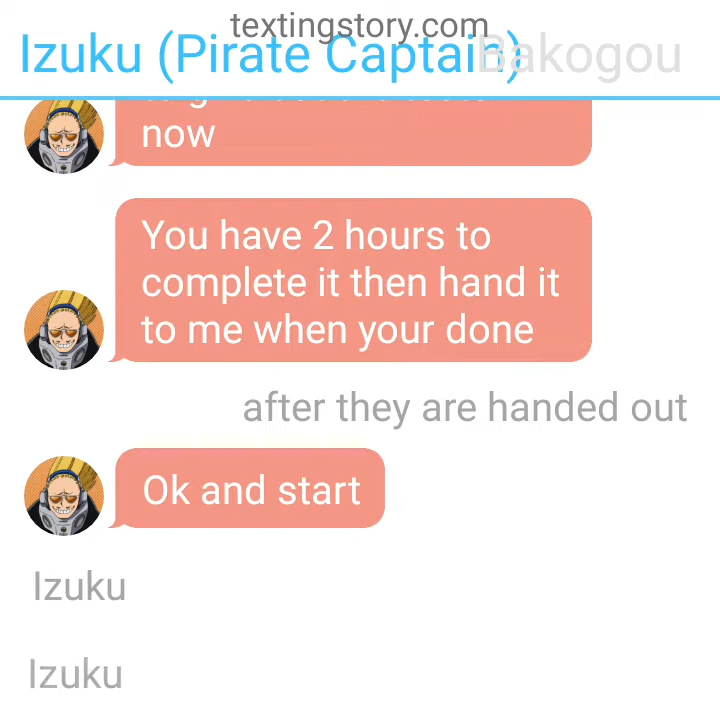 textingstory.com
Izuku (Pirate Captain) Bakogou
now
You have 2 hours to
complete it then hand it
to me when your done
after they are handed out
Ok and start
Izuku
Izuku